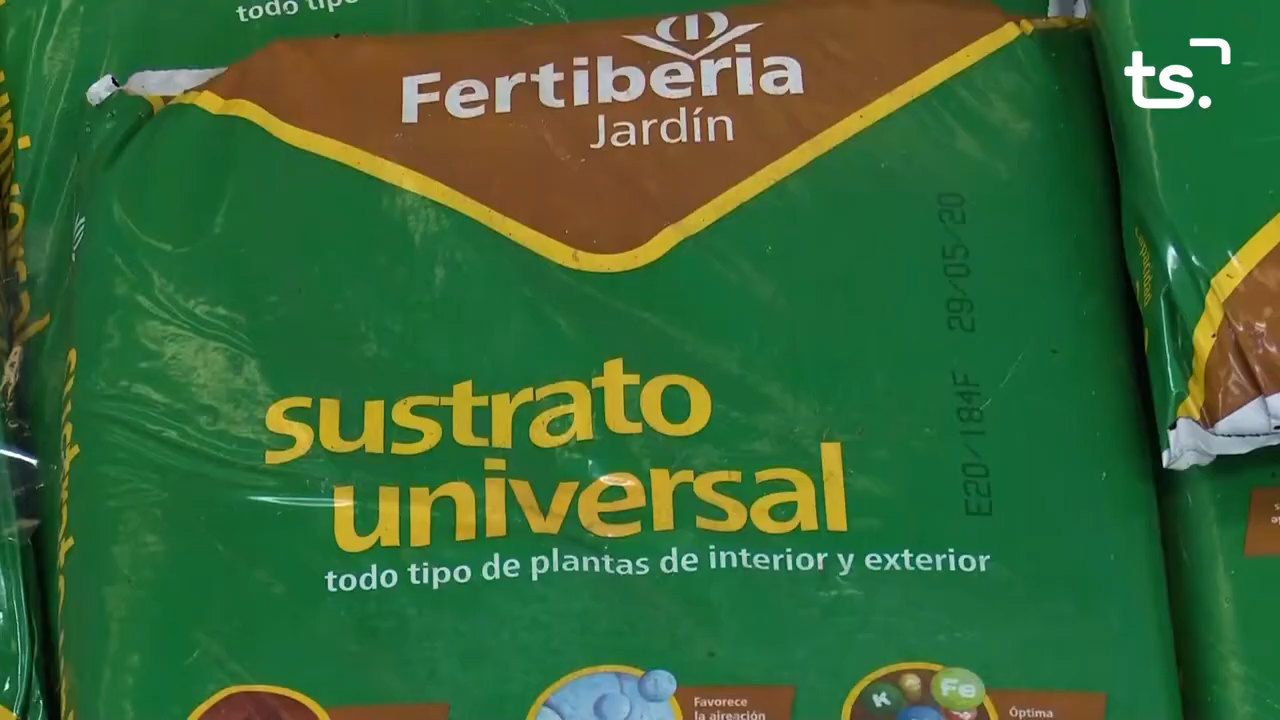 todo tipo
ts.
Fertiberia
Jardín
E20/184F 29/05/20
sustrato
universal
todo tipo de plantas de interior y exterior
Favorece
la aireación
K
Fe
Óptima